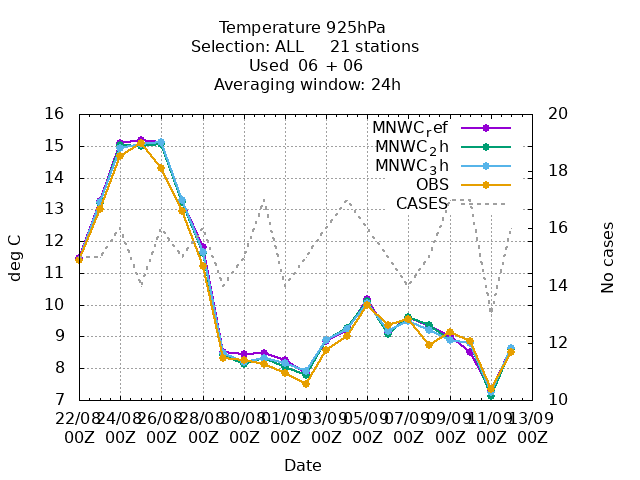 Temperature 925hPa
Selection: ALL 21 stations
Used 06 + 06
Averaging window: 24h
MNWC_ref
MNWC_2h
MNWC_3h
OBS
CASES
16
15
14
13
12
11
10
9
8
7
deg C
20
18
16
14
12
10
No cases
22/08 24/08 26/08 28/08 30/08 01/09 03/09 05/09 07/09 09/09 11/09 13/09
00Z 00Z 00Z 00Z 00Z 00Z 00Z 00Z 00Z 00Z 00Z 00Z
Date